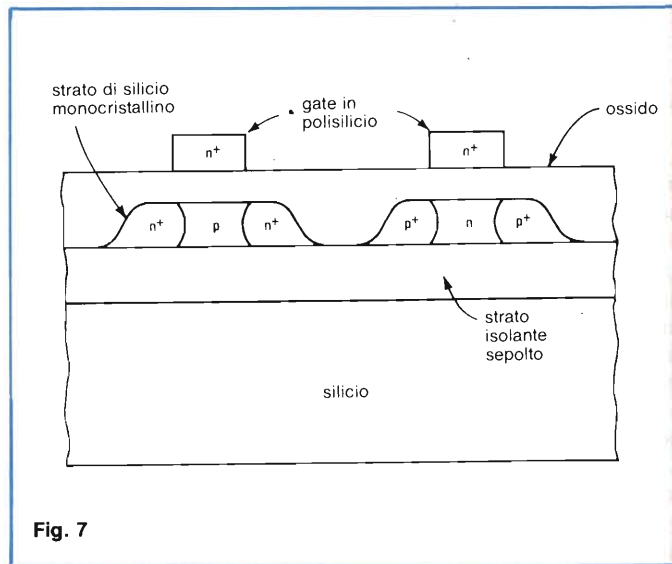 strato di silicio
monocristallino
gate in
polisilicio
ossido
n+
n+
n+
p
n+
p+
n
p+
strato
isolante
sepolto
silicio
Fig. 7